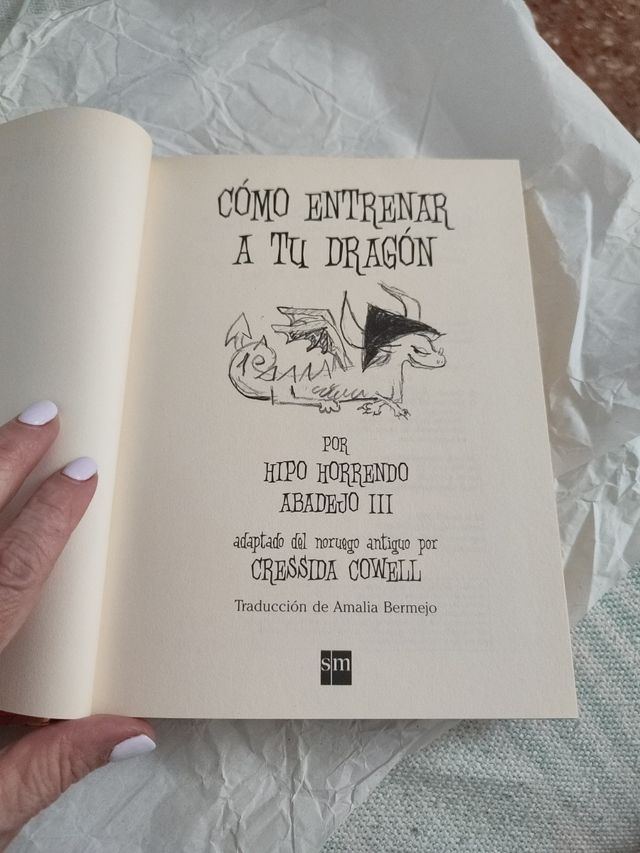 CÓMO ENTRENAR
A TU DRAGÓN
POR
HIPO HORRENDO
ABADEJO III
adaptado del noruego antiguo por
CRESSIDA COWELL
Traducción de Amalia Bermejo
sm